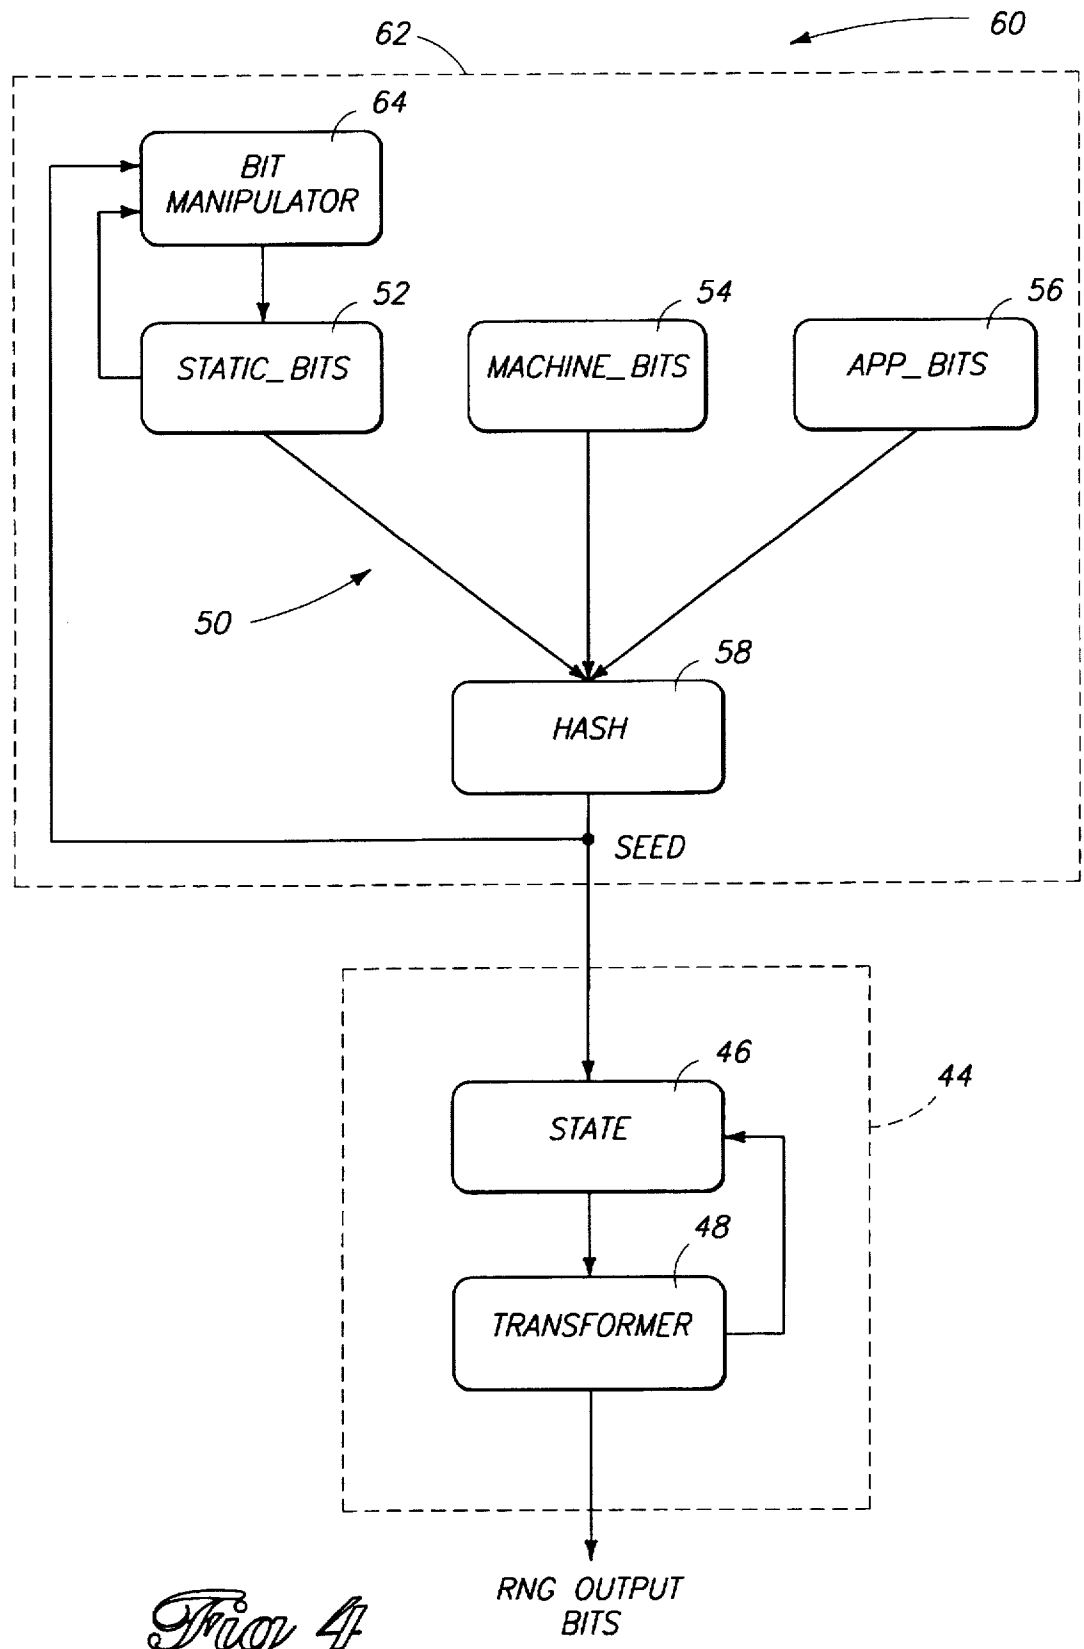 62
60
64
BIT
MANIPULATOR
52
54
56
STATIC_BITS
MACHINE_BITS
APP_BITS
50
58
HASH
SEED
46
44
STATE
48
TRANSFORMER
RNG OUTPUT
BITS
Fig 4